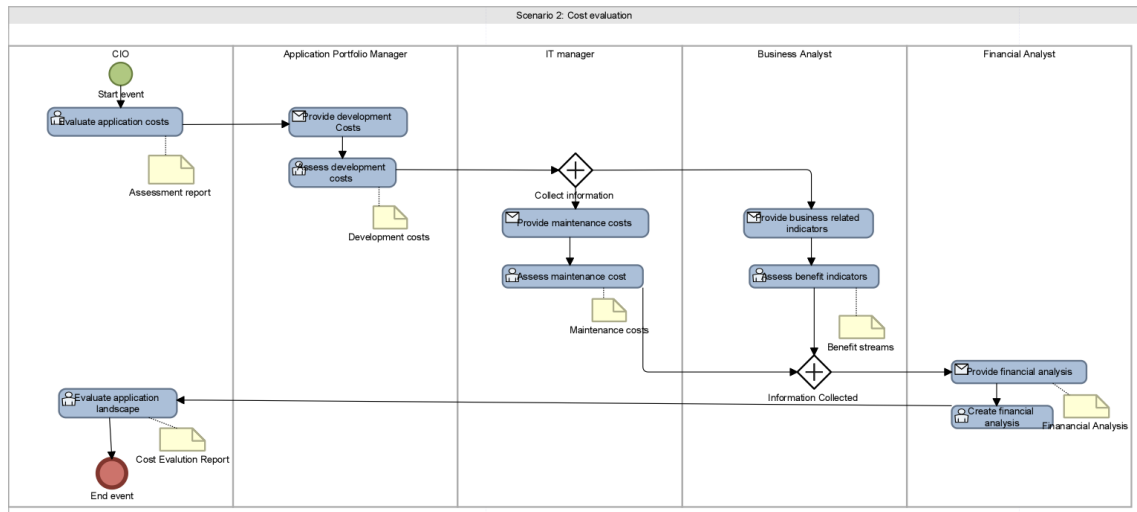 Scenario 2: Cost evaluation
CIO
Application Portfolio Manager
IT manager
Business Analyst
Financial Analyst
Start event
Evaluate application costs
Assessment report
Provide development
Costs
Assess development
costs
Development costs
Collect information
Provide maintenance costs
Assess maintenance cost
Maintenance costs
Provide business related
indicators
Assess benefit indicators
Benefit streams
Information Collected
Provide financial analysis
Create financial
analysis
Finanancial Analysis
Evaluate application
landscape
Cost Evalution Report
End event